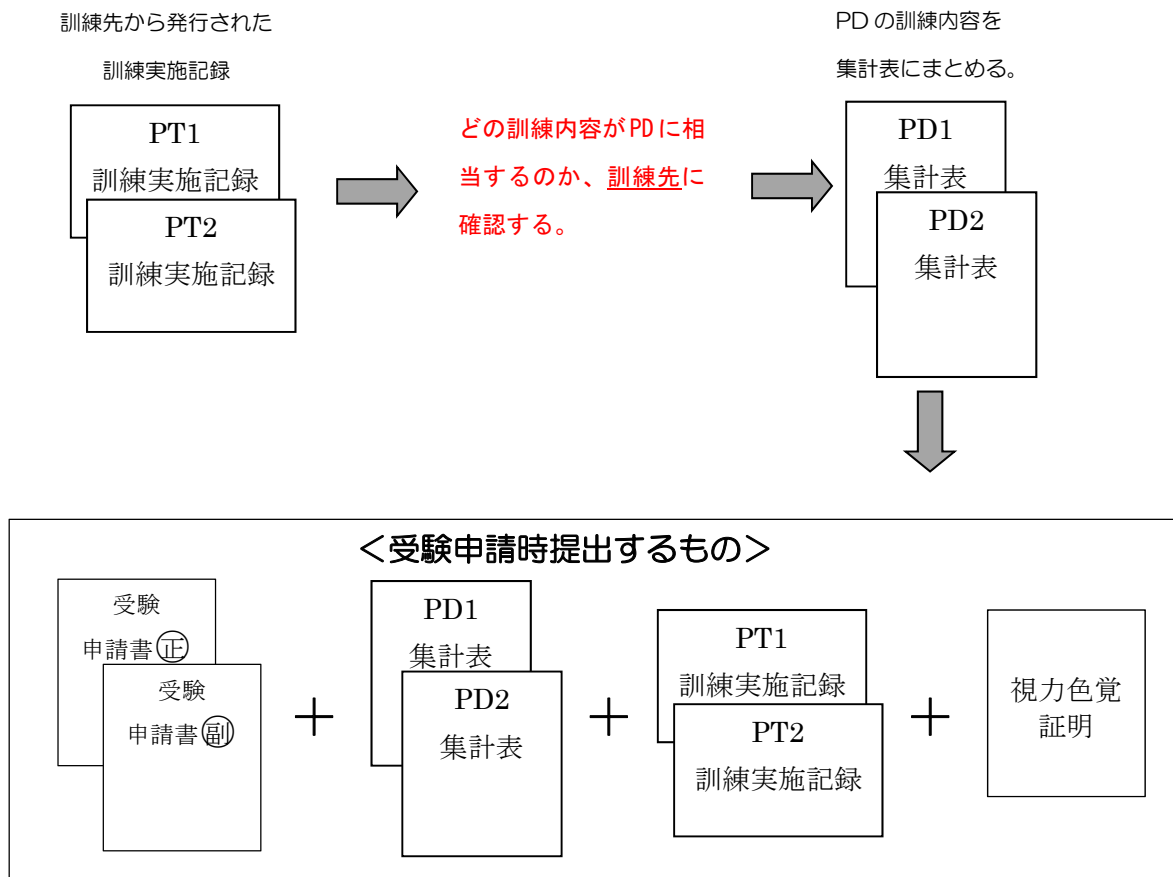 訓練先から発行された
訓練実施記録
PT1
訓練実施記録
PT2
訓練実施記録
どの訓練内容がPDに相
当するのか、訓練先に
確認する。
PDの訓練内容を
集計表にまとめる。
PD1
集計表
PD2
集計表
＜受験申請時提出するもの＞
受験
申請書㊣
受験
申請書副
＋
PD1
集計表
PD2
集計表
＋
PT1
訓練実施記録
PT2
訓練実施記録
＋
視力色覚
証明